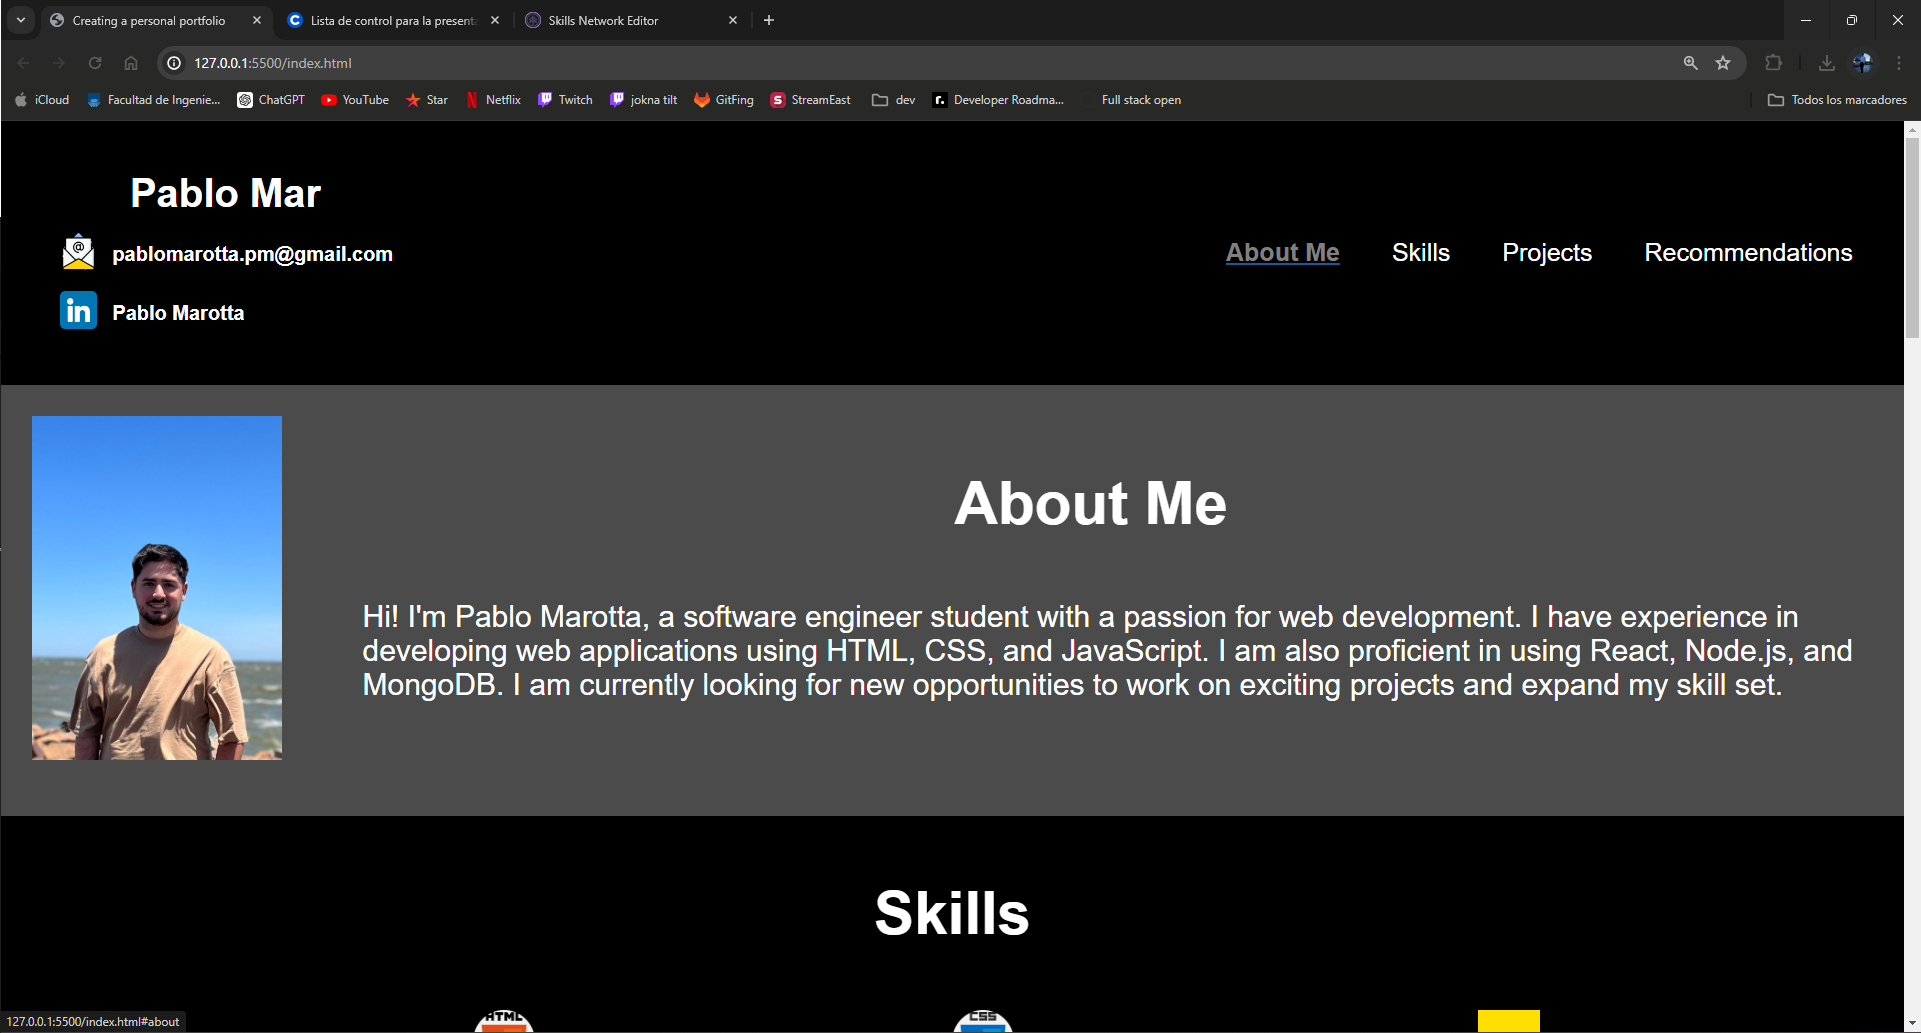 Creating a personal portfolio
Lista de control para la presenta
Skills Network Editor
127.0.0.1:5500/index.html
iCloud
Facultad de Ingenie...
ChatGPT
YouTube
Star
Netflix
Twitch
jokna tilt
GitFing
StreamEast
dev
Developer Roadma...
Full stack open
Todos los marcadores
Pablo Mar
pablomarotta.pm@gmail.com
Pablo Marotta
About Me
Skills
Projects
Recommendations
About Me
Hi! I'm Pablo Marotta, a software engineer student with a passion for web development. I have experience in
developing web applications using HTML, CSS, and JavaScript. I am also proficient in using React, Node.js, and
MongoDB. I am currently looking for new opportunities to work on exciting projects and expand my skill set.
Skills
HTML
CSS
127.0.0.1:5500/index.html#about